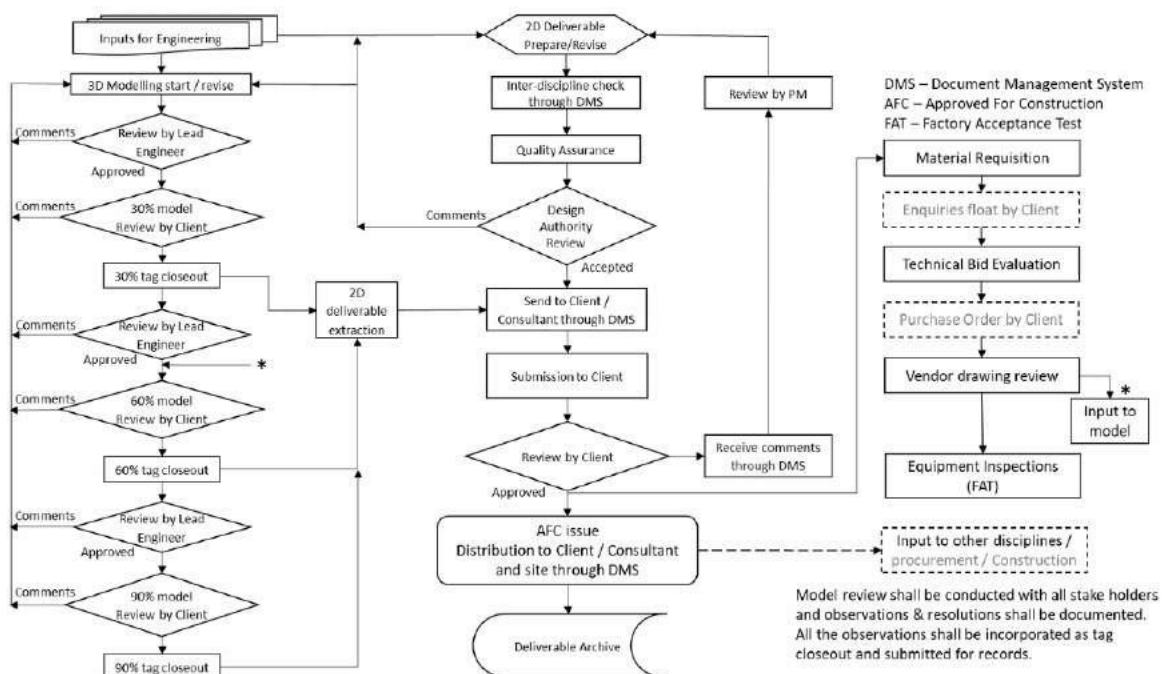 Inputs for Engineering
3D Modelling start / revise
Comments
Review by Lead
Engineer
Approved
Comments
30% model
Review by Client
30% tag closeout
Comments
Review by Lead
Engineer
Approved
*
Comments
60% model
Review by Client
60% tag closeout
Comments
Review by Lead
Engineer
Approved
Comments
90% model
Review by Client
90% tag closeout
2D
deliverable
extraction
2D Deliverable
Prepare/Revise
Inter-discipline check
through DMS
Quality Assurance
Comments
Design
Authority
Review
Accepted
Send to Client /
Consultant through DMS
Submission to Client
Review by Client
Approved
AFC issue
Distribution to Client / Consultant
and site through DMS
Deliverable Archive
Review by PM
Receive comments
through DMS
DMS – Document Management System
AFC – Approved For Construction
FAT – Factory Acceptance Test
Material Requisition
Enquiries float by Client
Technical Bid Evaluation
Purchase Order by Client
Vendor drawing review
*
Input to
model
Equipment Inspections
(FAT)
Input to other disciplines /
procurement / Construction
Model review shall be conducted with all stake holders
and observations & resolutions shall be documented.
All the observations shall be incorporated as tag
closeout and submitted for records.